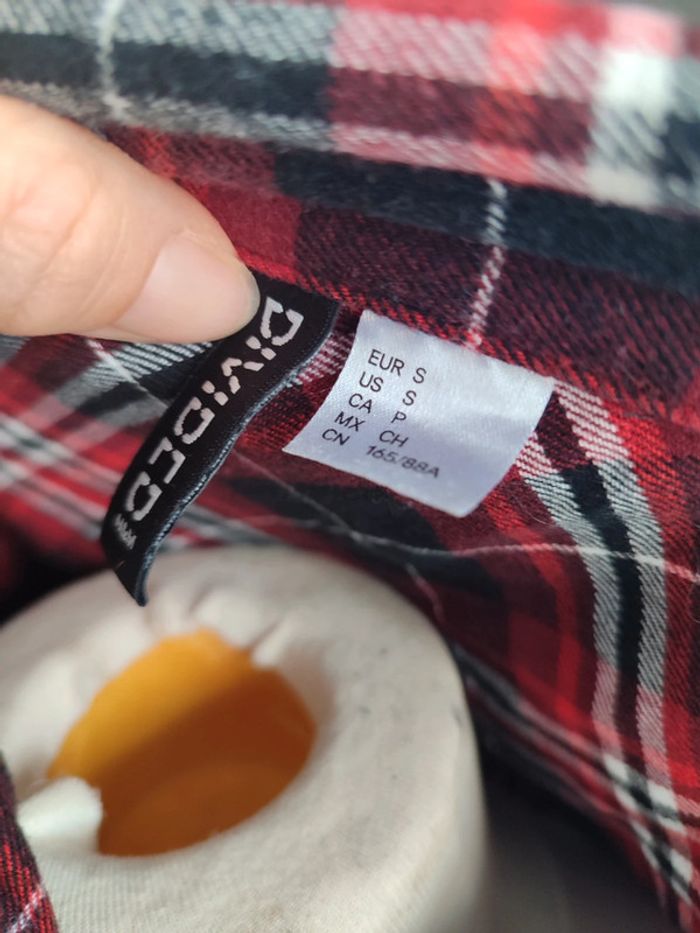 DIVIDED
EUR S
US S
CA P
MX CH
CN 165/88A